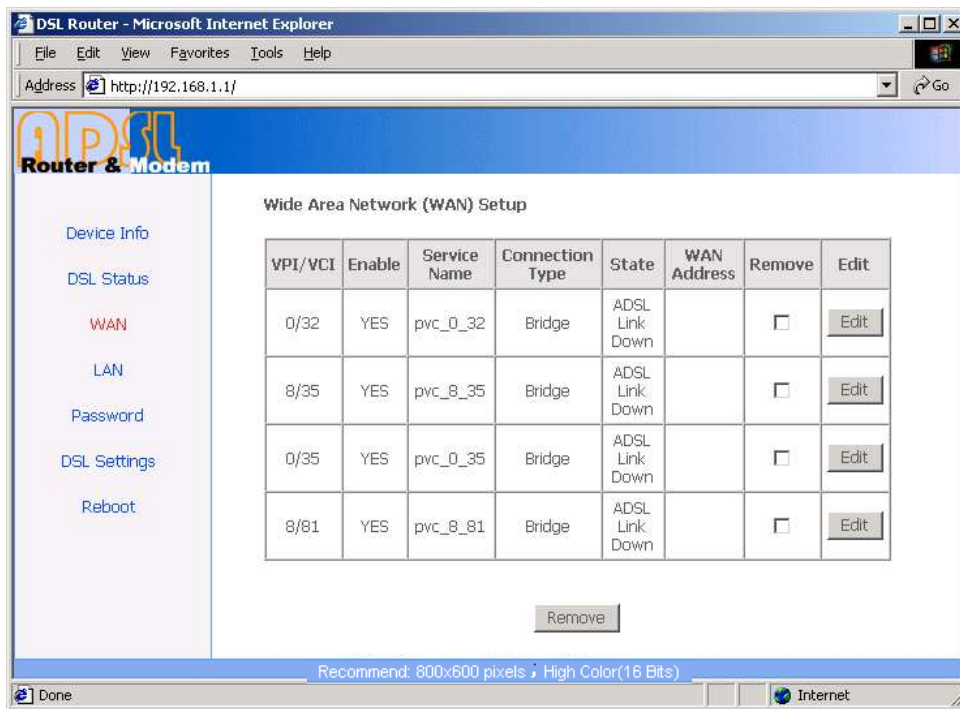 DSL Router - Microsoft Internet Explorer
File Edit View Favorites Tools Help
Address http://192.168.1.1/ Go
ADSL
Router & Modem
Device Info
DSL Status
WAN
LAN
Password
DSL Settings
Reboot
Wide Area Network (WAN) Setup
VPI/VCI Enable Service Name Connection Type State WAN Address Remove Edit
0/32 YES pvc_0_32 Bridge ADSL Link Down Edit
8/35 YES pvc_8_35 Bridge ADSL Link Down Edit
0/35 YES pvc_0_35 Bridge ADSL Link Down Edit
8/81 YES pvc_8_81 Bridge ADSL Link Down Edit
Remove
Recommend: 800x600 pixels ; High Color(16 Bits)
Done Internet